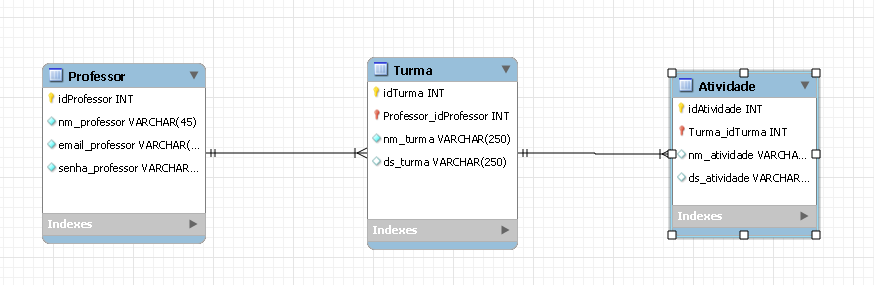 Professor
idProfessor INT
nm_professor VARCHAR(45)
email_professor VARCHAR(...
senha_professor VARCHAR...
Indexes
Turma
idTurma INT
Professor_idProfessor INT
nm_turma VARCHAR(250)
ds_turma VARCHAR(250)
Indexes
Atividade
idAtividade INT
Turma_idTurma INT
nm_atividade VARCHA...
ds_atividade VARCHAR...
Indexes